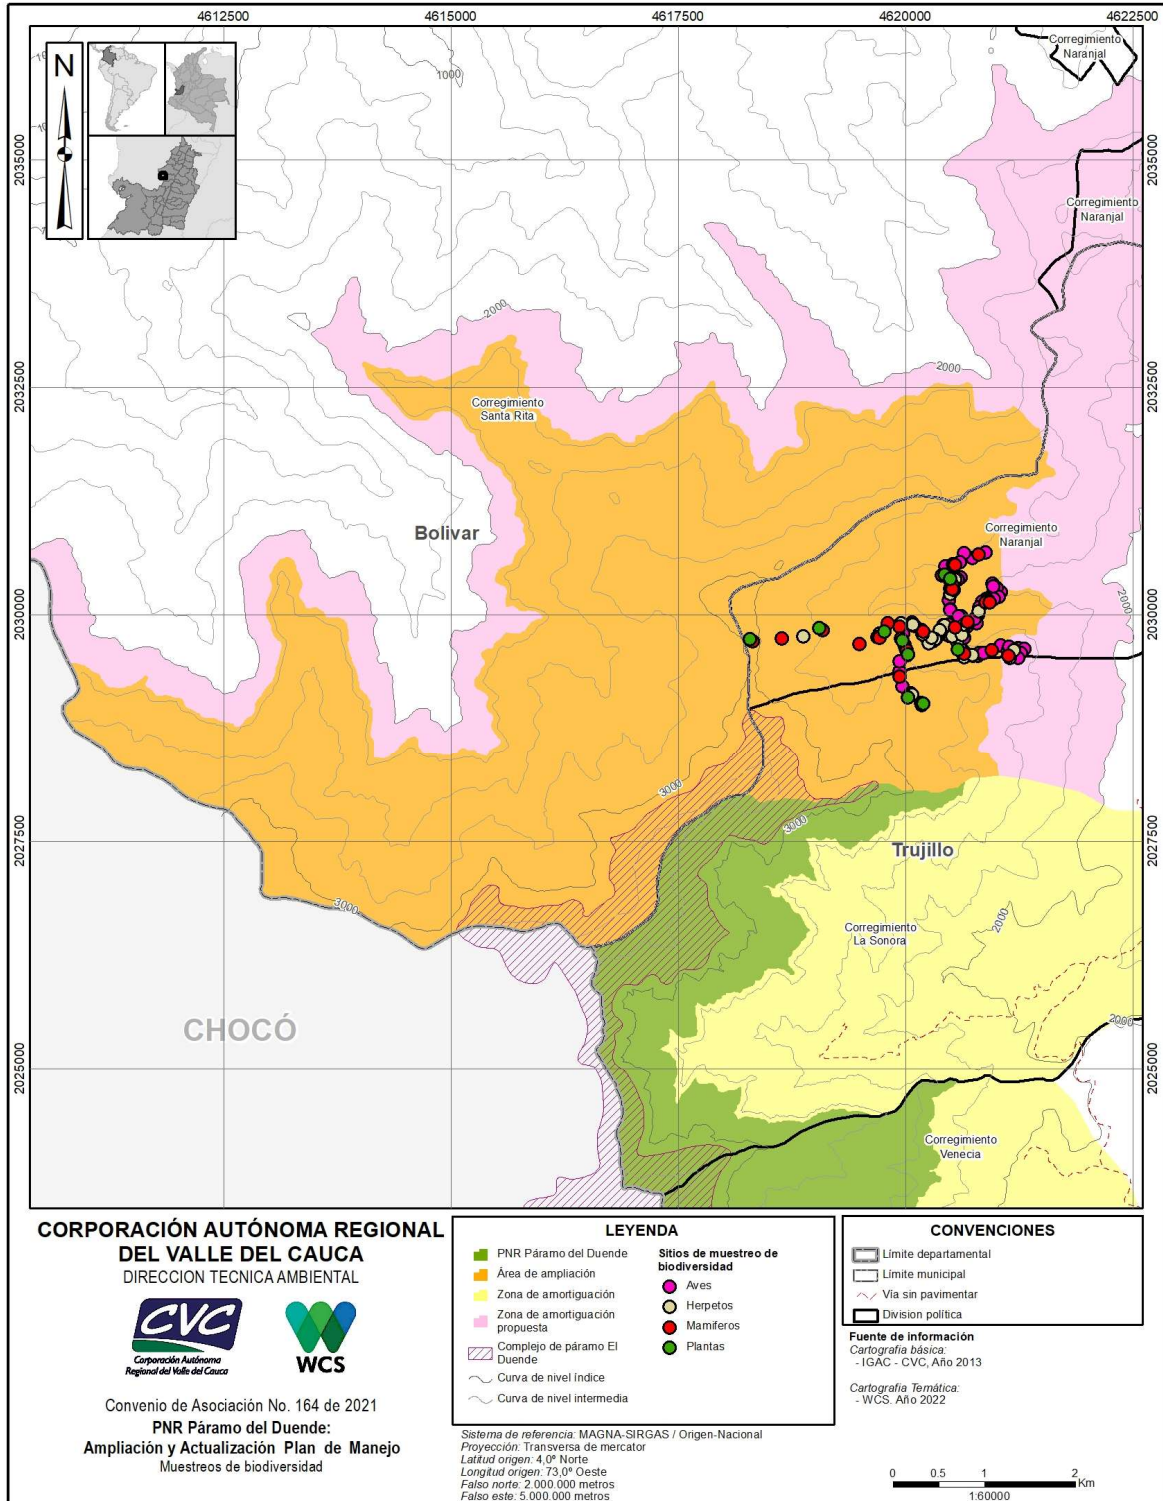 4612500
4615000
4617500
4620000
4622500
N
1000
Corregimiento
Naranjal
2035000
2035000
Corregimiento
Naranjal
2000
2000
2032500
2032500
Corregimiento
Santa Rita
Bolivar
Corregimiento
Naranjal
2000
2030000
2030000
3000
3000
2027500
2027500
Trujillo
3000
2000
Corregimiento
La Sonora
CHOCÓ
2000
2025000
2025000
Corregimiento
Venecia
CORPORACIÓN AUTÓNOMA REGIONAL
DEL VALLE DEL CAUCA
DIRECCION TECNICA AMBIENTAL
CVC
Corporación Autónoma
Regional del Valle del Cauca
WCS
Convenio de Asociación No. 164 de 2021
PNR Páramo del Duende:
Ampliación y Actualización Plan de Manejo
Muestreos de biodiversidad
LEYENDA
PNR Páramo del Duende
Área de ampliación
Zona de amortiguación
Zona de amortiguación
propuesta
Complejo de páramo El
Duende
Curva de nivel índice
Curva de nivel intermedia
Sitios de muestreo de
biodiversidad
Aves
Herpetos
Mamiferos
Plantas
Sistema de referencia: MAGNA-SIRGAS / Origen-Nacional
Proyección: Transversa de mercator
Latitud origen: 4,0° Norte
Longitud origen: 73,0° Oeste
Falso norte: 2.000.000 metros
Falso este: 5.000.000 metros
CONVENCIONES
Límite departamental
Límite municipal
Vía sin pavimentar
Division política
Fuente de información
Cartografía básica:
- IGAC - CVC, Año 2013
Cartografía Temática:
- WCS. Año 2022
0 0.5 1 2
Km
1:60000